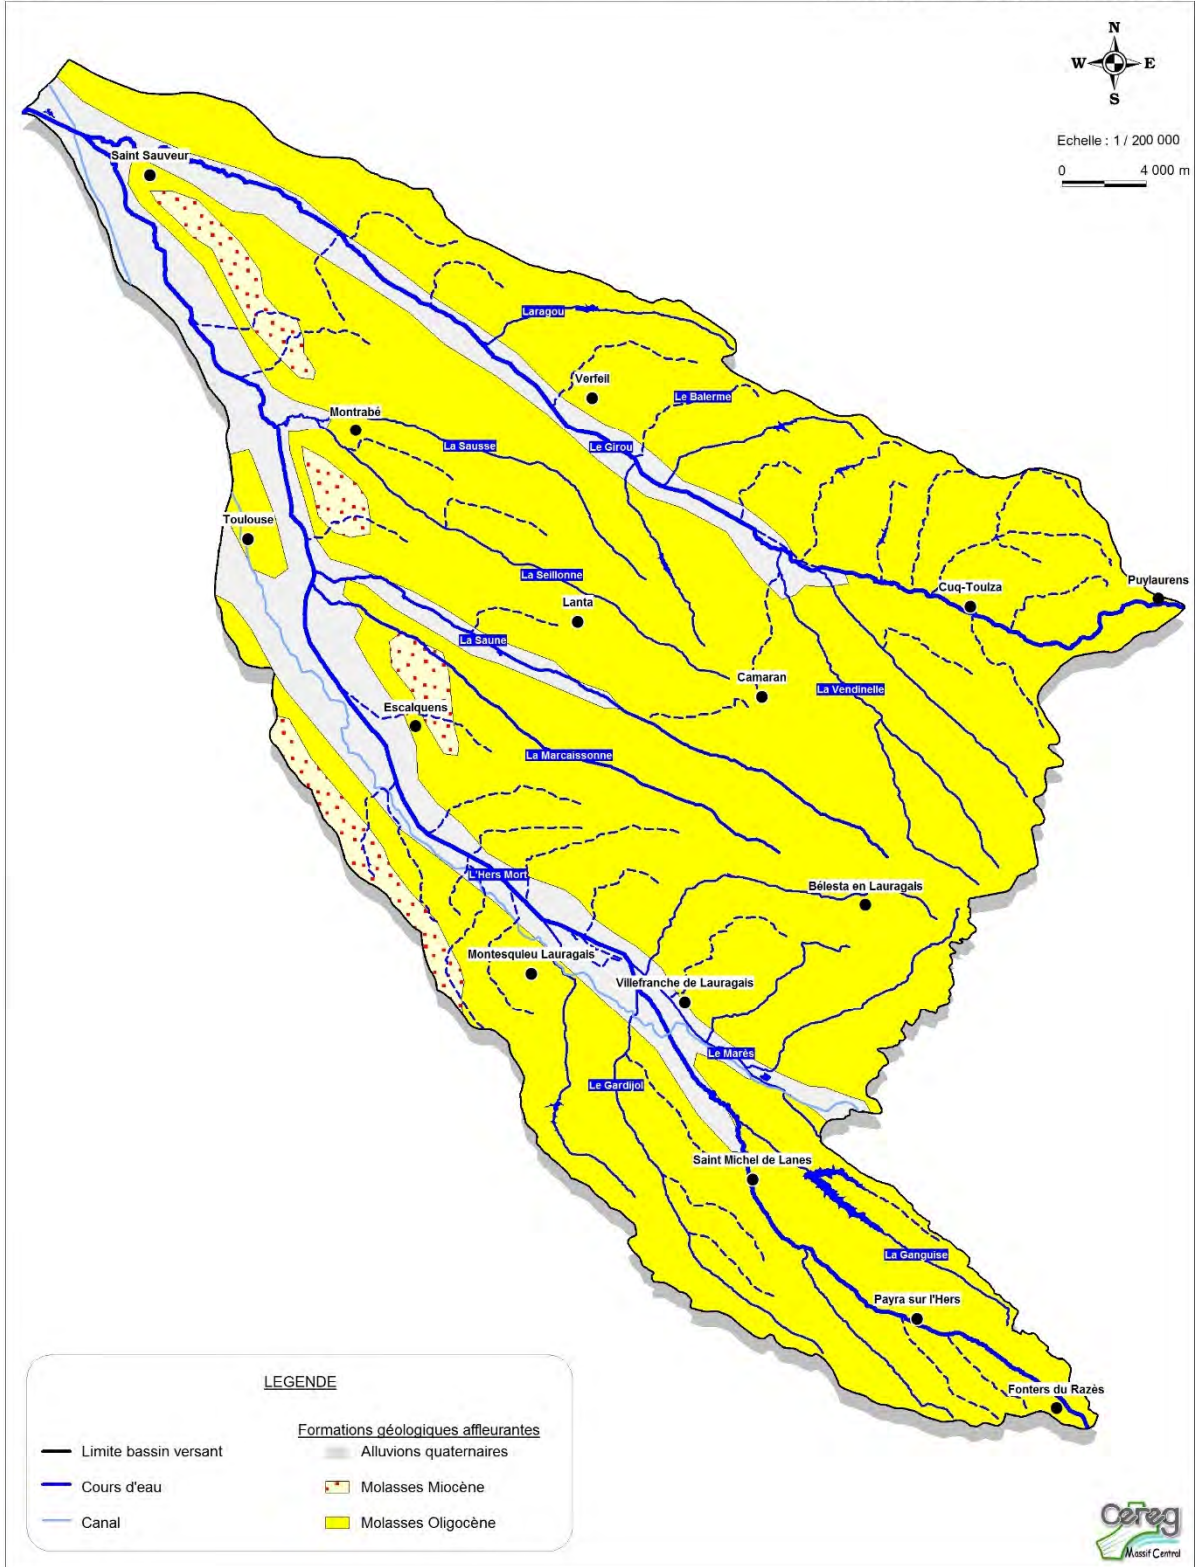 N
W E
S
Echelle : 1 / 200 000
0 4 000 m
Saint Sauveur
Laragou
Verfeil
Le Balerme
Montrabé
La Sausse
Le Girou
Toulouse
La Seillonne
Cuq-Toulza
Puylaurens
Lanta
La Saune
Camaran
La Vendinelle
Escalquens
La Marcaissonne
L'Hers Mort
Bélesta en Lauragais
Montesquieu Lauragais
Villefranche de Lauragais
Le Marès
Le Gardijol
Saint Michel de Lanes
La Ganguise
Payra sur l'Hers
Fonters du Razès
LEGENDE
Formations géologiques affleurantes
Limite bassin versant
Alluvions quaternaires
Cours d'eau
Molasses Miocène
Canal
Molasses Oligocène
Cereg
Massif Central